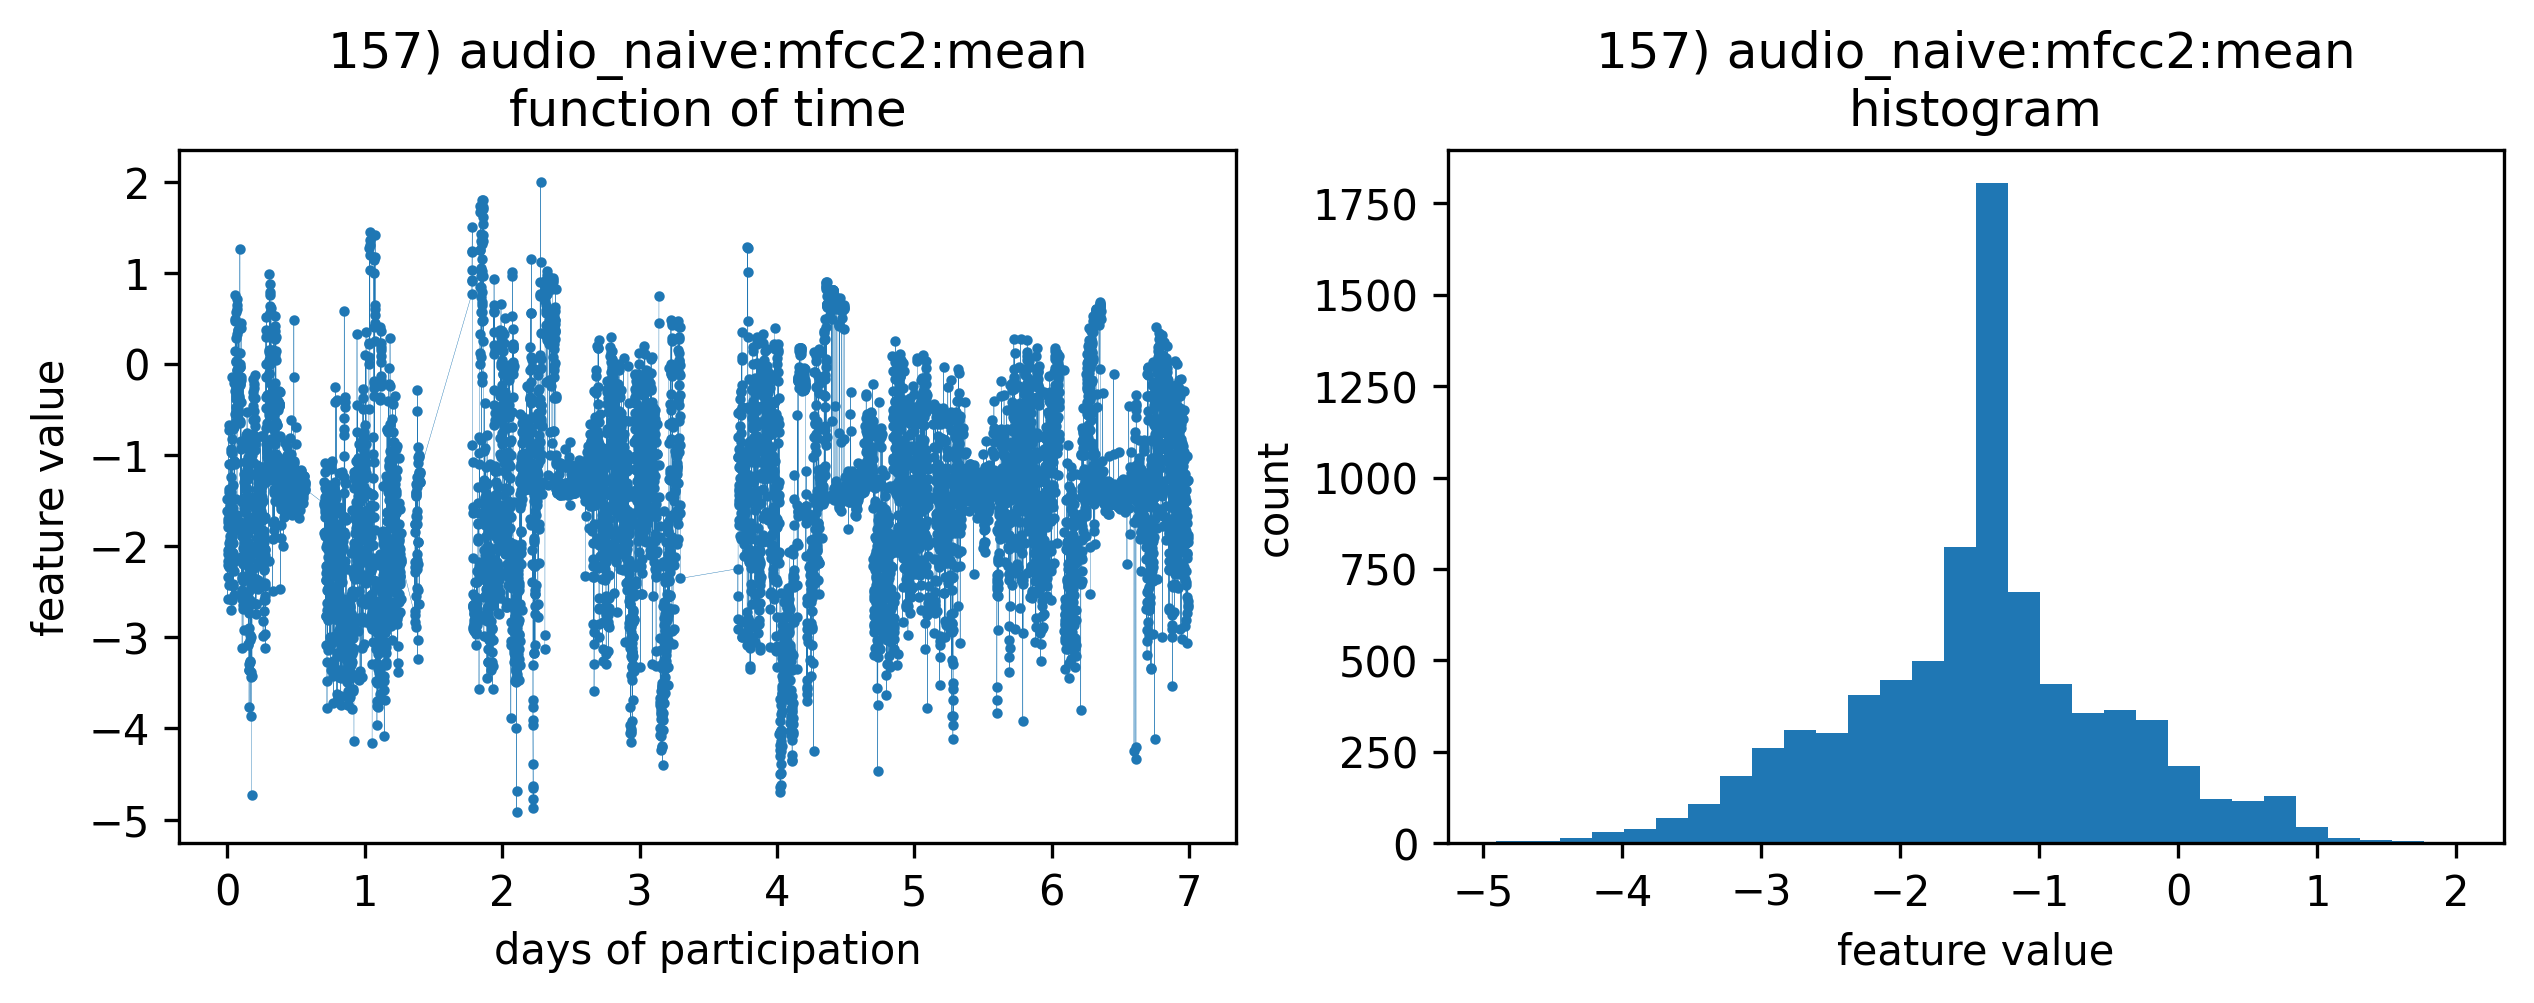 157) audio_naive:mfcc2:mean
function of time
2
1
0
−1
−2
−3
−4
−5
feature value
0 1 2 3 4 5 6 7
days of participation
157) audio_naive:mfcc2:mean
histogram
1750
1500
1250
1000
750
500
250
0
count
−5 −4 −3 −2 −1 0 1 2
feature value